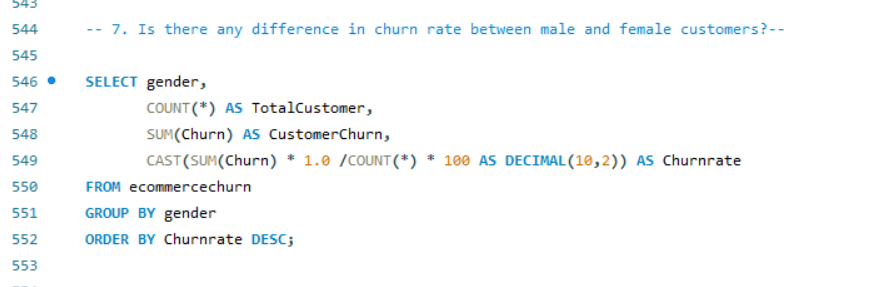 543
544 -- 7. Is there any difference in churn rate between male and female customers?--
545
546 SELECT gender,
547 COUNT(*) AS TotalCustomer,
548 SUM(Churn) AS CustomerChurn,
549 CAST(SUM(Churn) * 1.0 /COUNT(*) * 100 AS DECIMAL(10,2)) AS Churnrate
550 FROM ecommercechurn
551 GROUP BY gender
552 ORDER BY Churnrate DESC;
553